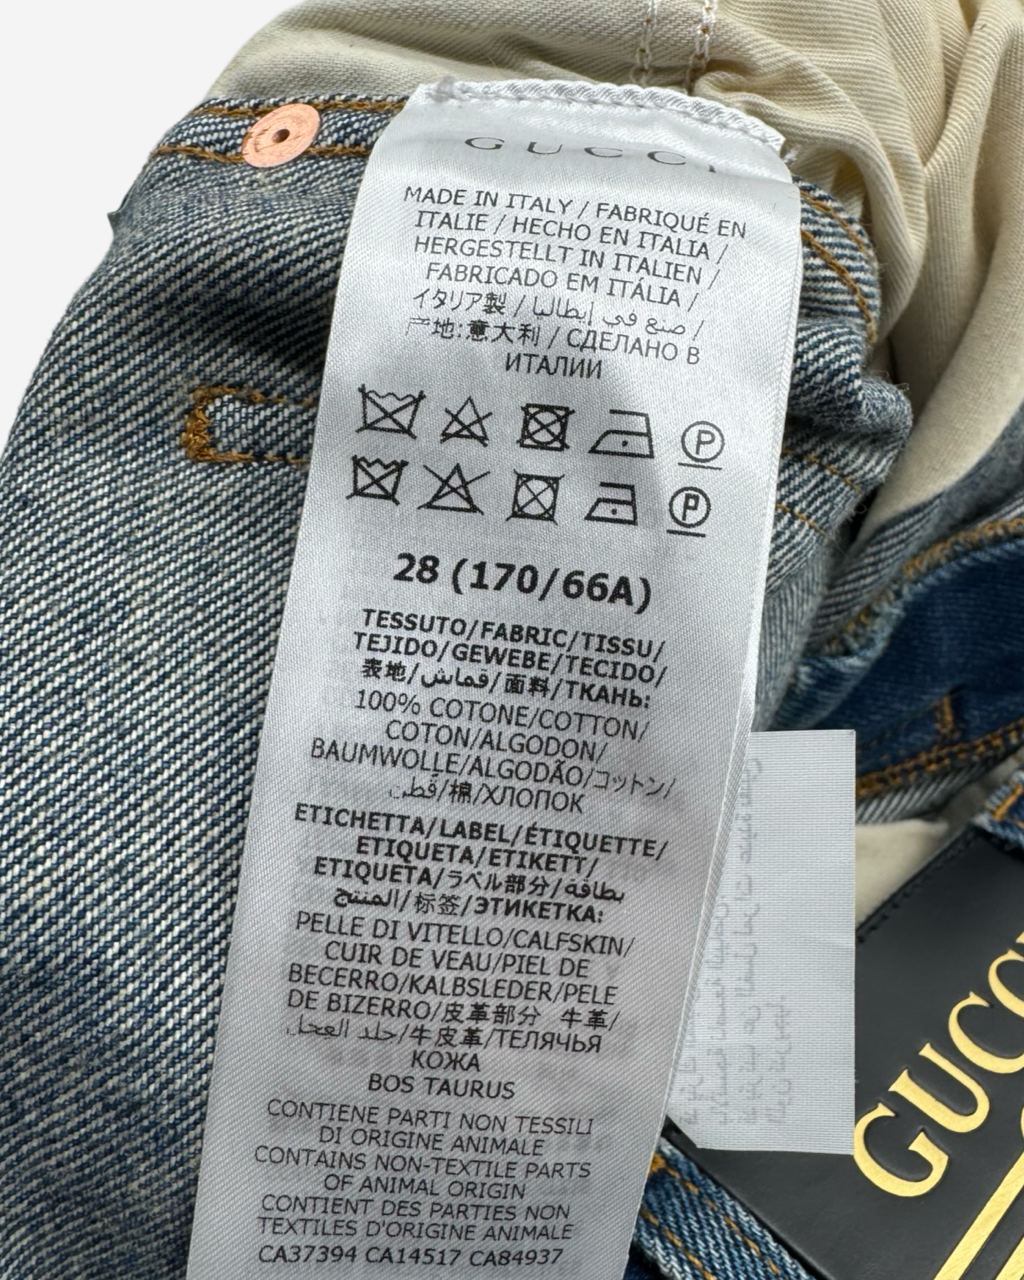 GUCCI
MADE IN ITALY / FABRIQUÉ EN
ITALIE / HECHO EN ITALIA /
HERGESTELLT IN ITALIEN /
FABRICADO EM ITÁLIA /
イタリア製 / صنع في إيطاليا /
产地:意大利 / СДЕЛАНО В
ИТАЛИИ
P
P
28 (170/66A)
TESSUTO/FABRIC/TISSU/
TEJIDO/GEWEBE/TECIDO/
表地/قماش/面料/ТКАНЬ:
100% COTONE/COTTON/
COTON/ALGODON/
BAUMWOLLE/ALGODÃO/コットン/
قطن/棉/ХЛОПОК
ETICHETTA/LABEL/ÉTIQUETTE/
ETIQUETA/ETIKETT/
ETIQUETA/ラベル部分/بطاقة
المنتج/标签/ЭТИКЕТКА:
PELLE DI VITELLO/CALFSKIN/
CUIR DE VEAU/PIEL DE
BECERRO/KALBSLEDER/PELE
DE BIZERRO/皮革部分 牛革/
جلد العجل/牛皮革/ТЕЛЯЧЬЯ
КОЖА
BOS TAURUS
CONTIENE PARTI NON TESSILI
DI ORIGINE ANIMALE
CONTAINS NON-TEXTILE PARTS
OF ANIMAL ORIGIN
CONTIENT DES PARTIES NON
TEXTILES D'ORIGINE ANIMALE
CA37394 CA14517 CA84937
GUCC